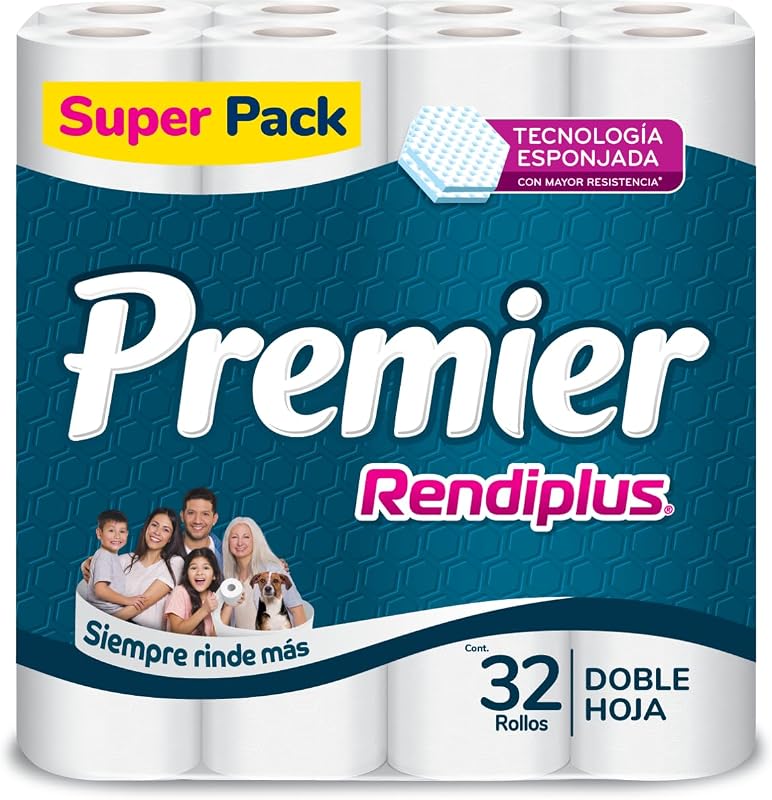 Super Pack
TECNOLOGÍA
ESPONJADA
CON MAYOR RESISTENCIA*
Premier
Rendiplus®
Siempre rinde más
Cont.
32
Rollos
DOBLE
HOJA